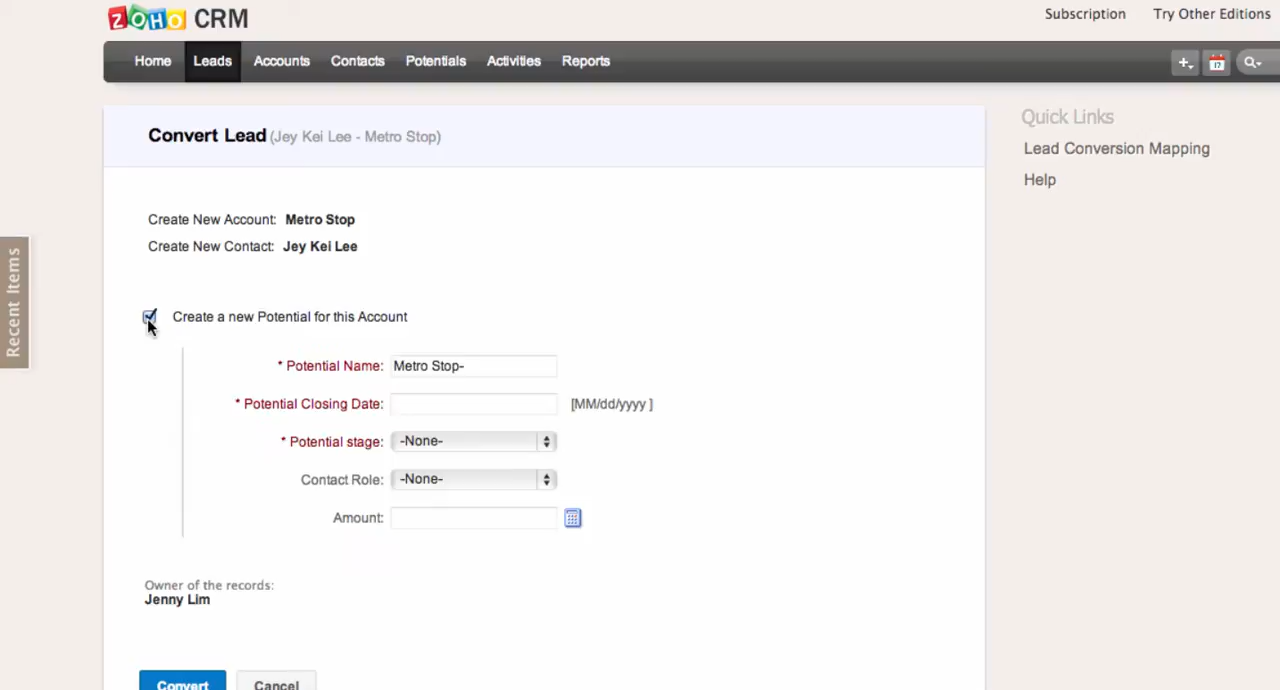 ZOHO CRM
Subscription Try Other Editions
Home Leads Accounts Contacts Potentials Activities Reports
17
Convert Lead (Jey Kei Lee - Metro Stop)
Quick Links
Lead Conversion Mapping
Help
Create New Account: Metro Stop
Create New Contact: Jey Kei Lee
Recent Items
Create a new Potential for this Account
* Potential Name: Metro Stop-
* Potential Closing Date: [MM/dd/yyyy ]
* Potential stage: -None-
Contact Role: -None-
Amount:
Owner of the records:
Jenny Lim
Convert Cancel